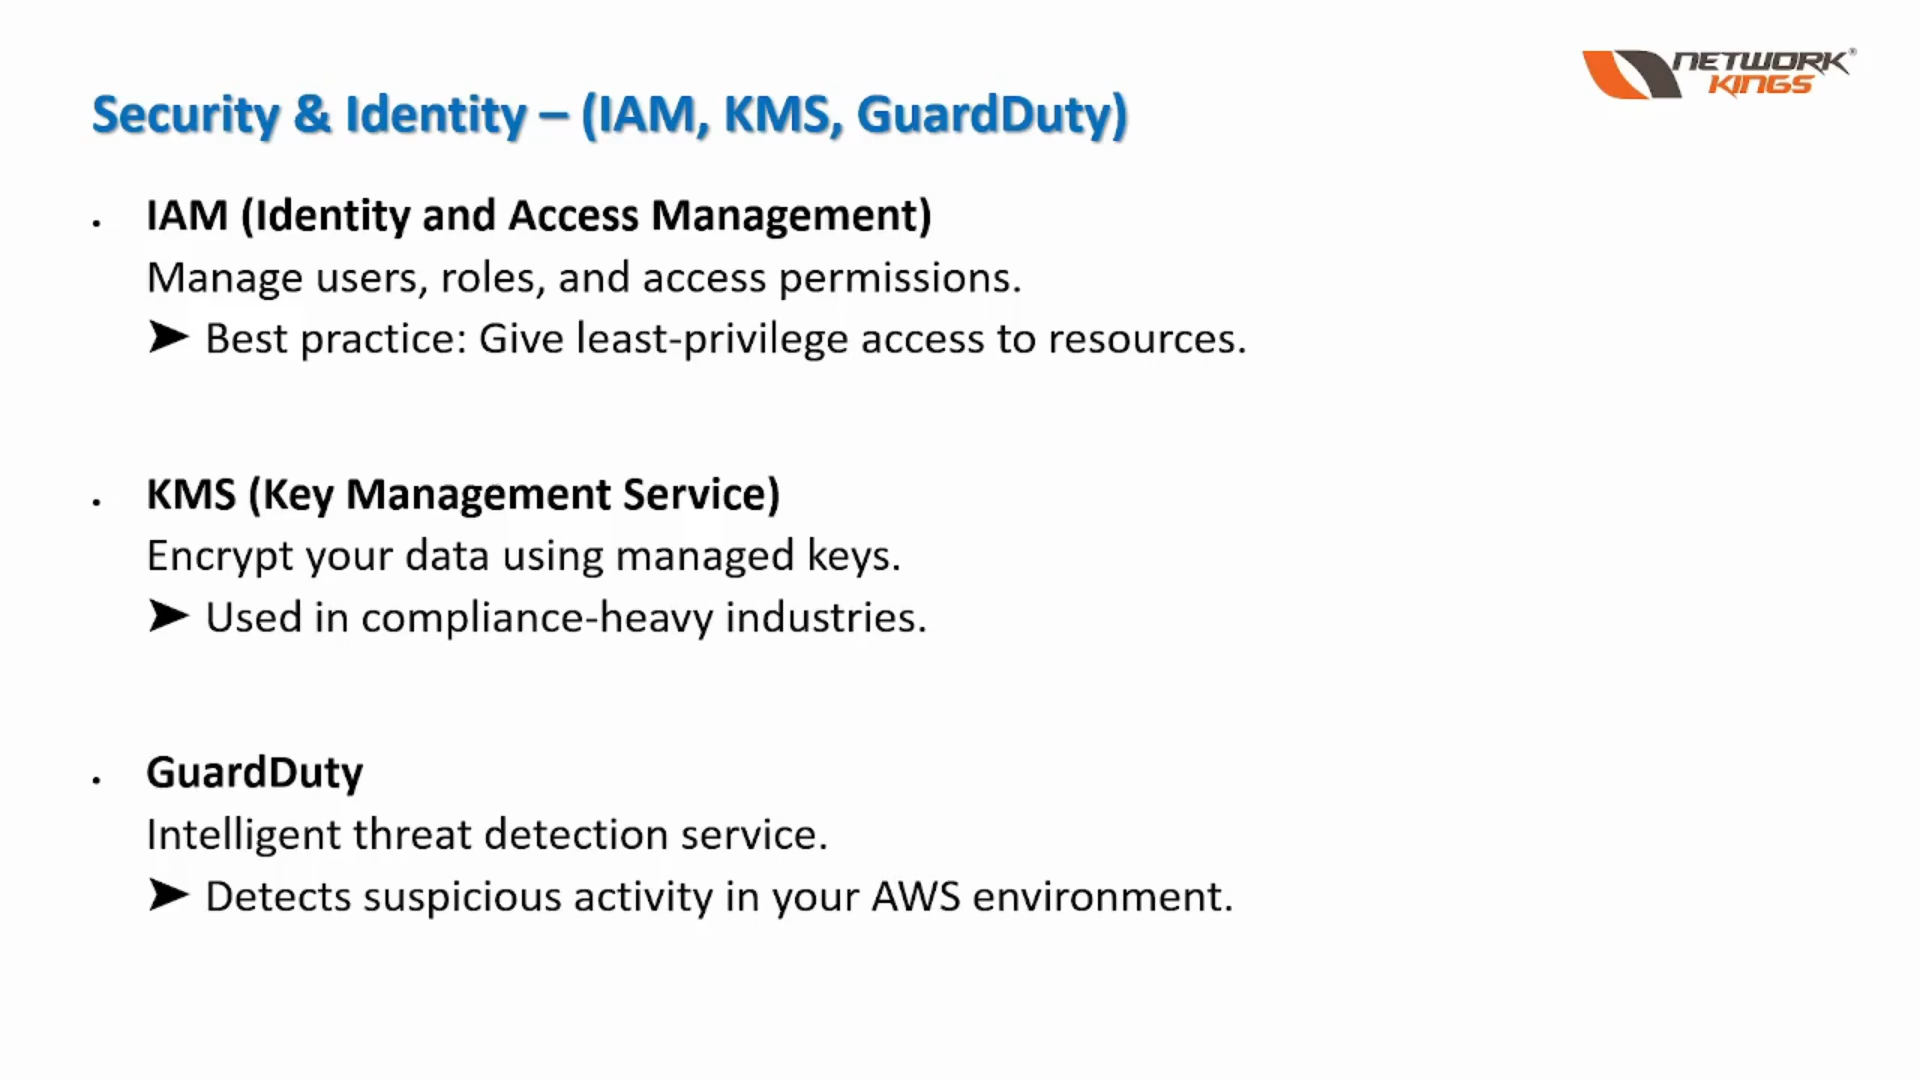 NETWORK®
KINGS
Security & Identity – (IAM, KMS, GuardDuty)
• IAM (Identity and Access Management)
Manage users, roles, and access permissions.
➤ Best practice: Give least-privilege access to resources.
• KMS (Key Management Service)
Encrypt your data using managed keys.
➤ Used in compliance-heavy industries.
• GuardDuty
Intelligent threat detection service.
➤ Detects suspicious activity in your AWS environment.